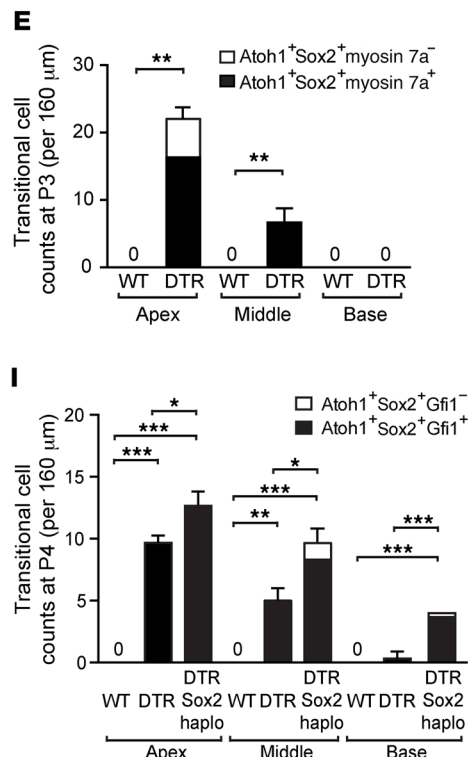 E
Atoh1⁺Sox2⁺myosin 7a⁻
Atoh1⁺Sox2⁺myosin 7a⁺
Transitional cell
counts at P3 (per 160 μm)
30
20
10
0
**
**
0 0 0 0
WT DTR WT DTR WT DTR
Apex Middle Base
I
Atoh1⁺Sox2⁺Gfi1⁻
Atoh1⁺Sox2⁺Gfi1⁺
Transitional cell
counts at P4 (per 160 μm)
20
15
10
5
0
*
***
***
*
***
**
***
***
0 0 0
WT DTR DTR Sox2 haplo WT DTR DTR Sox2 haplo WT DTR DTR Sox2 haplo
Apex Middle Base